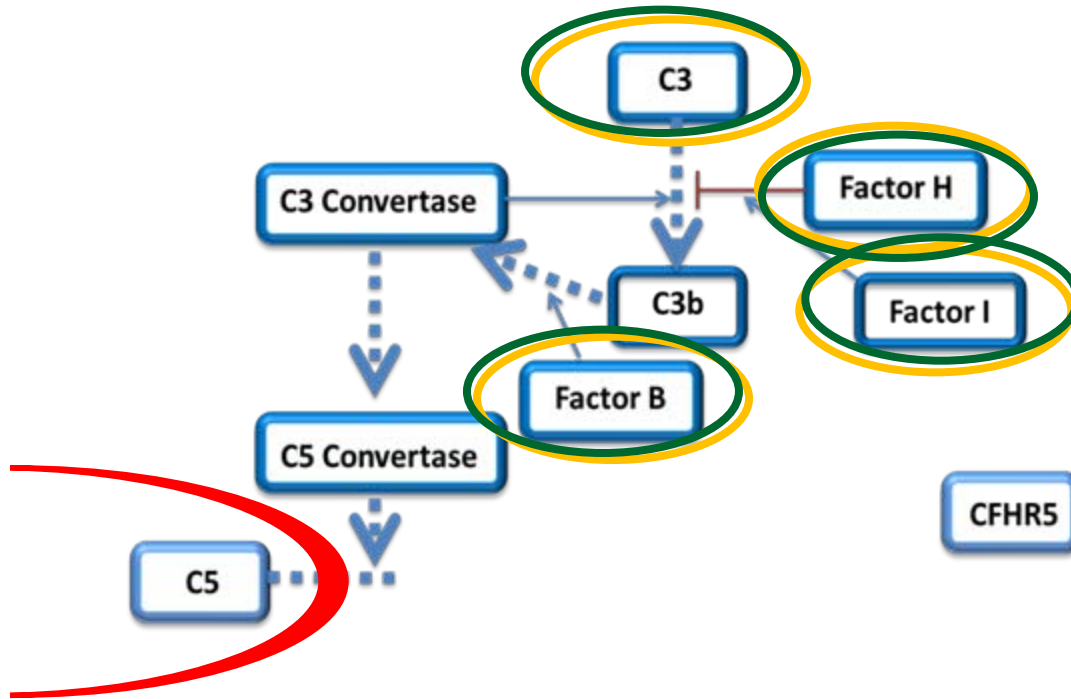 C3
Factor H
C3 Convertase
C3b
Factor I
Factor B
C5 Convertase
CFHR5
C5